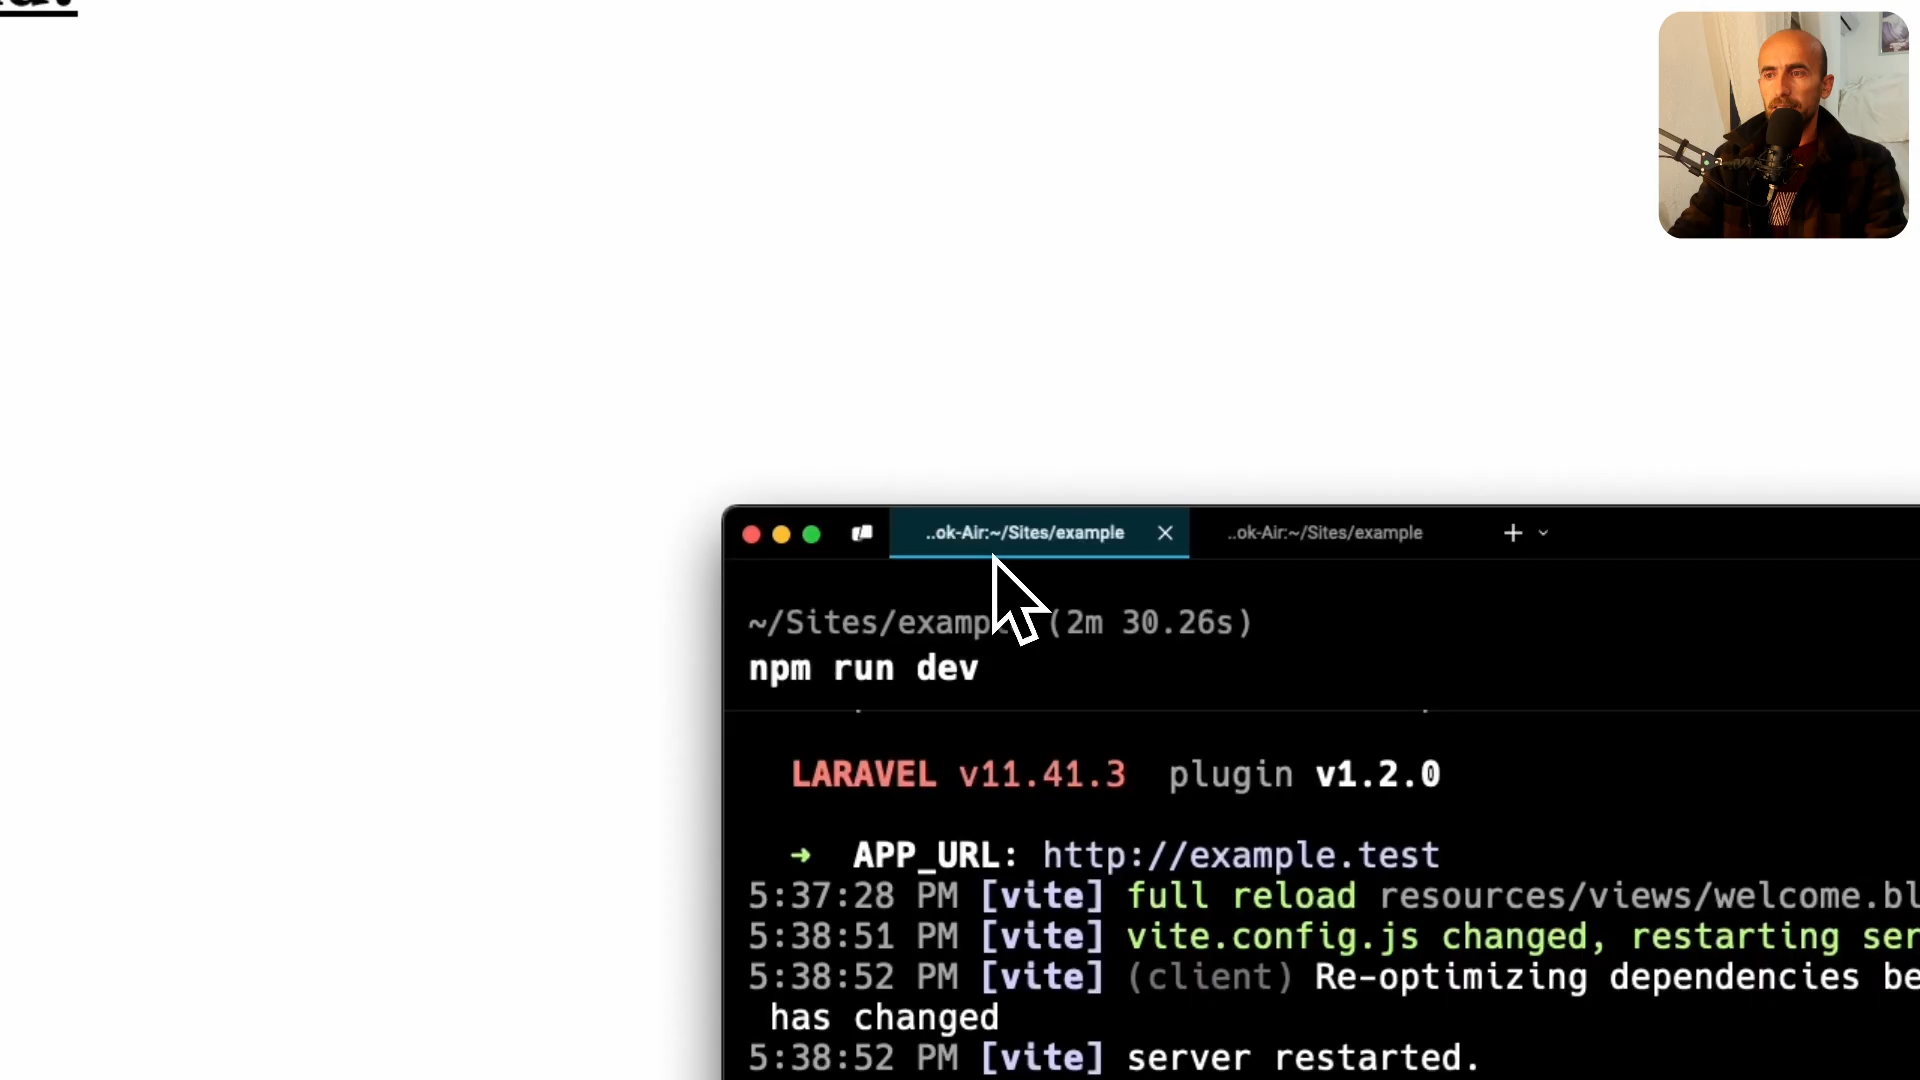 ..ok-Air:~/Sites/example
..ok-Air:~/Sites/example
(2m 30.26s)
npm run dev
LARAVEL v11.41.3 plugin v1.2.0
➜ APP_URL: http://example.test
5:37:28 PM [vite] full reload resources/views/welcome.bl
5:38:51 PM [vite] vite.config.js changed, restarting ser
5:38:52 PM [vite] (client) Re-optimizing dependencies be
has changed
5:38:52 PM [vite] server restarted.